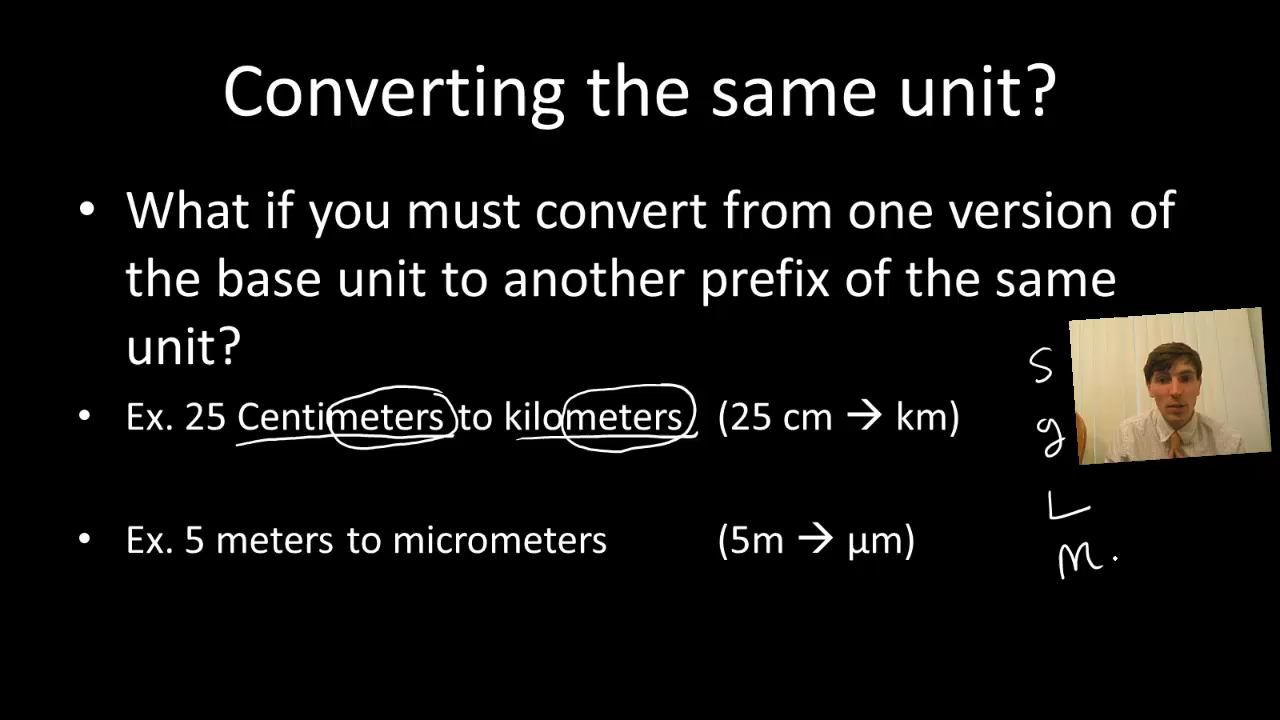 Converting the same unit?
• What if you must convert from one version of
the base unit to another prefix of the same
unit?
• Ex. 25 Centimeters to kilometers (25 cm → km)
• Ex. 5 meters to micrometers (5m → µm)
s
g
L
m.